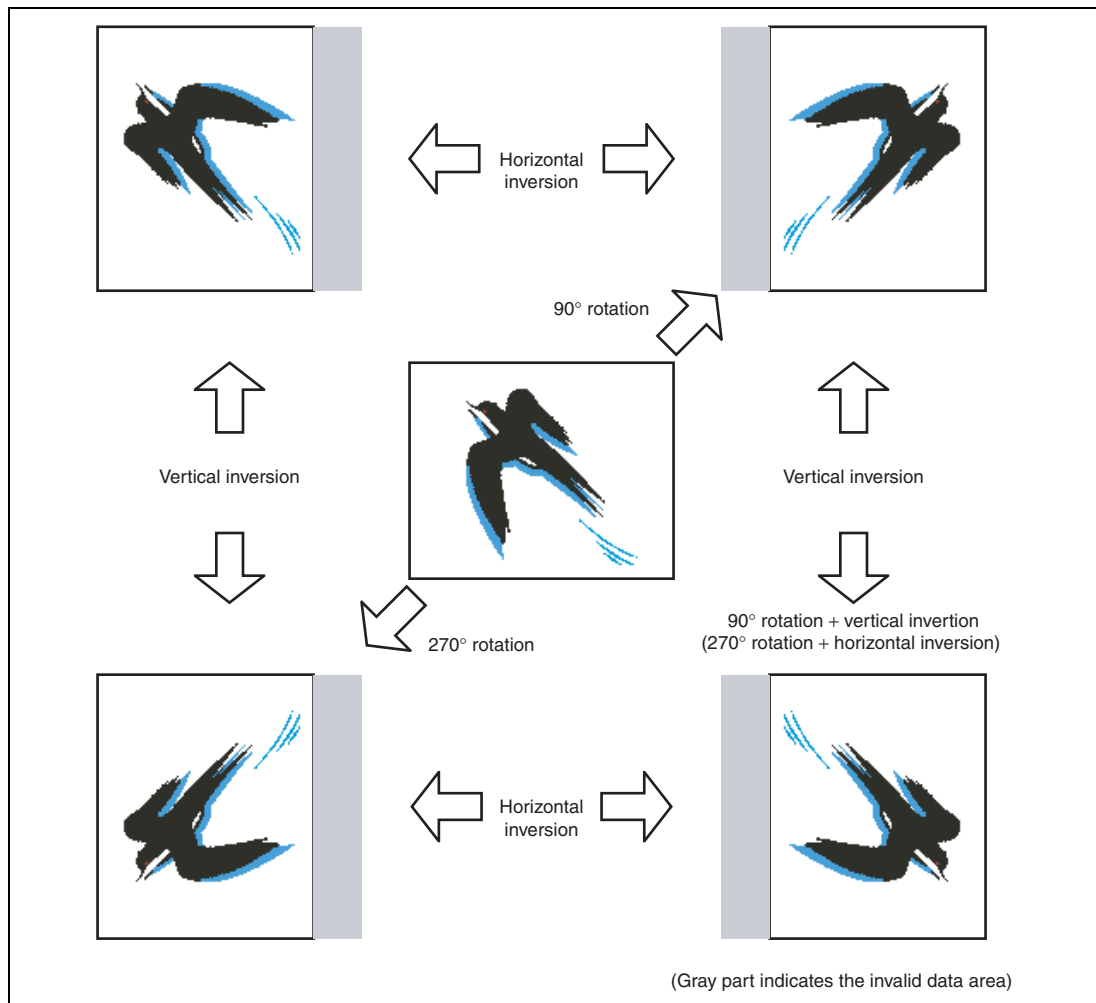 Horizontal
inversion
90° rotation
Vertical inversion
Vertical inversion
270° rotation
90° rotation + vertical invertion
(270° rotation + horizontal inversion)
Horizontal
inversion
(Gray part indicates the invalid data area)